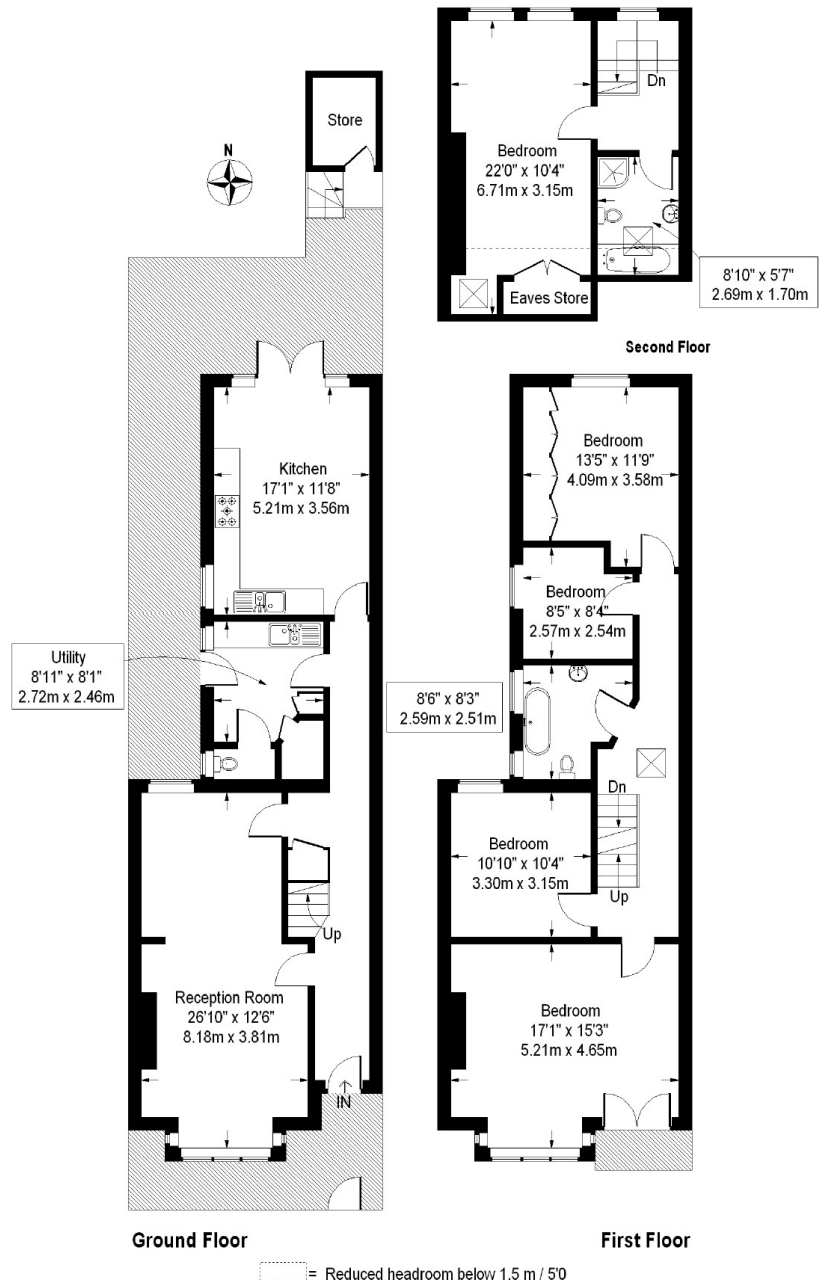 Store
N
Dn
Bedroom
22'0" x 10'4"
6.71m x 3.15m
Eaves Store
8'10" x 5'7"
2.69m x 1.70m
Second Floor
Kitchen
17'1" x 11'8"
5.21m x 3.56m
Utility
8'11" x 8'1"
2.72m x 2.46m
Up
Reception Room
26'10" x 12'6"
8.18m x 3.81m
IN
Ground Floor
Bedroom
13'5" x 11'9"
4.09m x 3.58m
Bedroom
8'5" x 8'4"
2.57m x 2.54m
8'6" x 8'3"
2.59m x 2.51m
Dn
Bedroom
10'10" x 10'4"
3.30m x 3.15m
Up
Bedroom
17'1" x 15'3"
5.21m x 4.65m
First Floor
= Reduced headroom below 1.5 m / 5'0